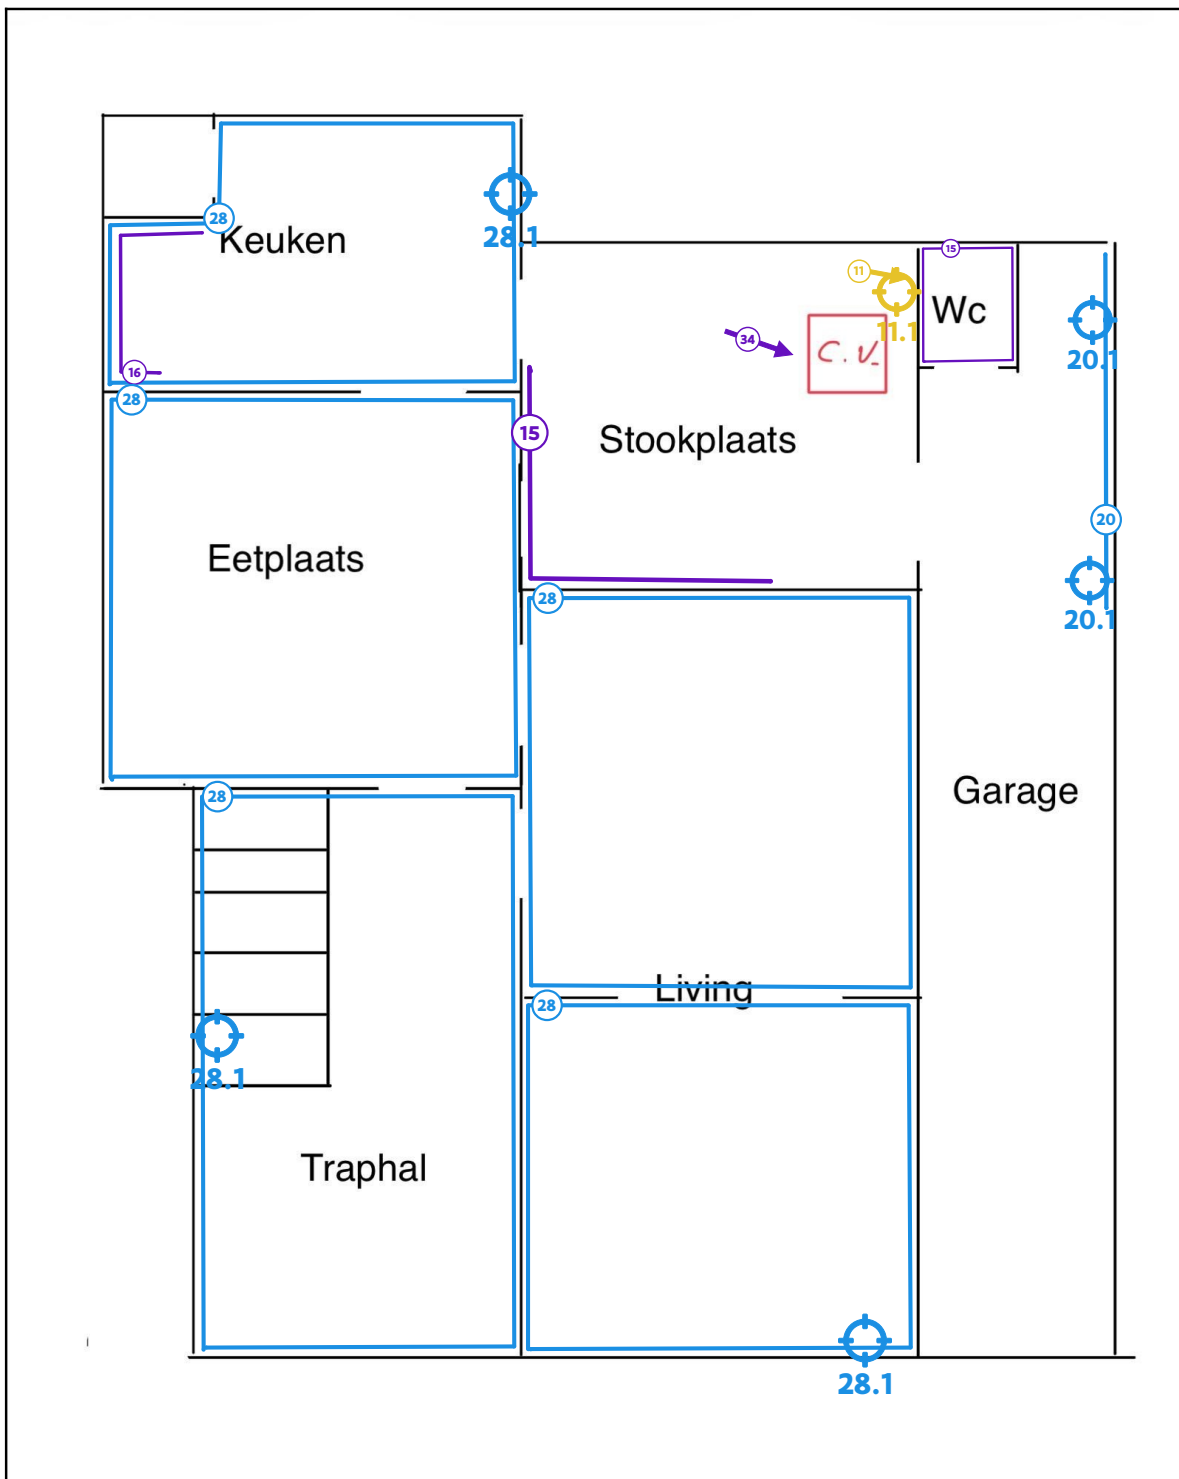 28
Keuken
28.1
16
28
15
11
11.1
Wc
34
C.V.
20.1
15
Stookplaats
20
20.1
Eetplaats
28
28
Garage
Living
28
28.1
Traphal
28.1